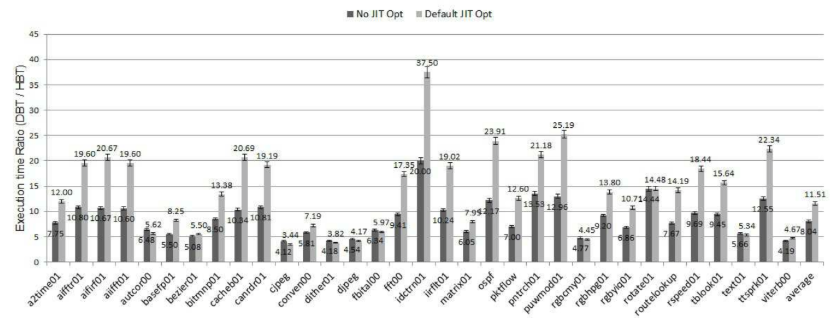 No JIT Opt Default JIT Opt
Execution time Ratio (DBT / HBT)
45
40
35
30
25
20
15
10
5
0
7.75 12.00
10.80 19.60
10.67 20.67
10.60 19.60
6.48 5.62
5.50 8.25
5.08 5.50
8.50 13.38
10.34 20.69
10.81 19.19
4.12 3.44
5.81 7.19
4.18 3.82
4.54 4.17
6.34 5.97
9.41 17.35
20.00 37.50
10.24 19.02
6.05 7.95
12.17 23.91
7.00 12.60
13.53 21.18
12.96 25.19
4.77 4.45
9.20 13.80
6.86 10.71
14.44 14.48
7.67 14.19
9.69 18.44
9.45 15.64
5.66 5.34
12.55 22.34
4.19 4.67
8.04 11.51
a2time01
aifftr01
aifirf01
aiifft01
autcor00
basefp01
bezier01
bitmnp01
cacheb01
canrdr01
cjpeg
conven00
dither01
djpeg
fbital00
fft00
idctrn01
iirflt01
matrix01
ospf
pktflow
pntrch01
puwmod01
rgbcmy01
rgbhpg01
rgbyiq01
rotate01
routelookup
rspeed01
tblook01
text01
ttsprk01
viterb00
average